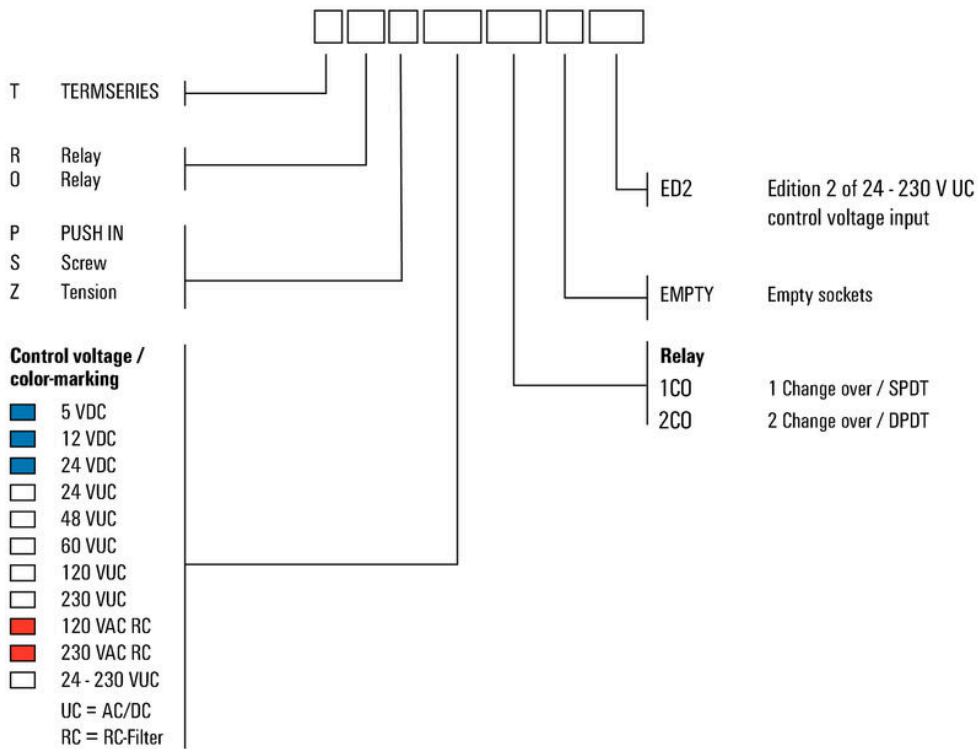 T TERMSERIES
R Relay
O Relay
P PUSH IN
S Screw
Z Tension
Control voltage /
color-marking
5 VDC
12 VDC
24 VDC
24 VUC
48 VUC
60 VUC
120 VUC
230 VUC
120 VAC RC
230 VAC RC
24 - 230 VUC
UC = AC/DC
RC = RC-Filter
ED2 Edition 2 of 24 - 230 V UC
control voltage input
EMPTY Empty sockets
Relay
1CO 1 Change over / SPDT
2CO 2 Change over / DPDT